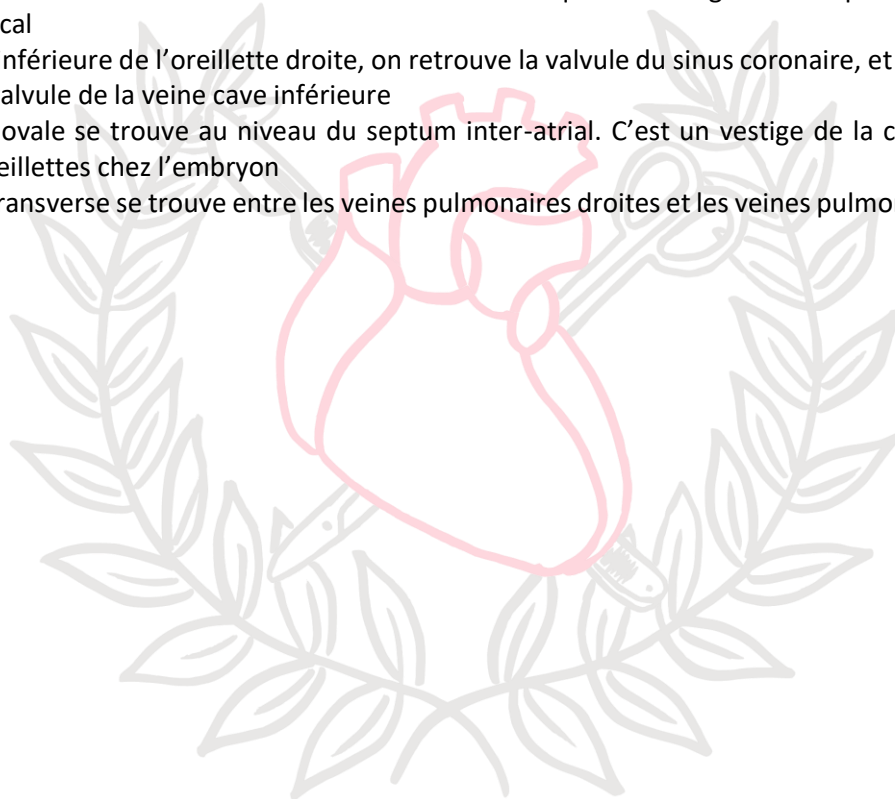 cal
inférieure de l’oreillette droite, on retrouve la valvule du sinus coronaire, et
alvule de la veine cave inférieure
ovale se trouve au niveau du septum inter-atrial. C’est un vestige de la c
eillettes chez l’embryon
ransverse se trouve entre les veines pulmonaires droites et les veines pulmo